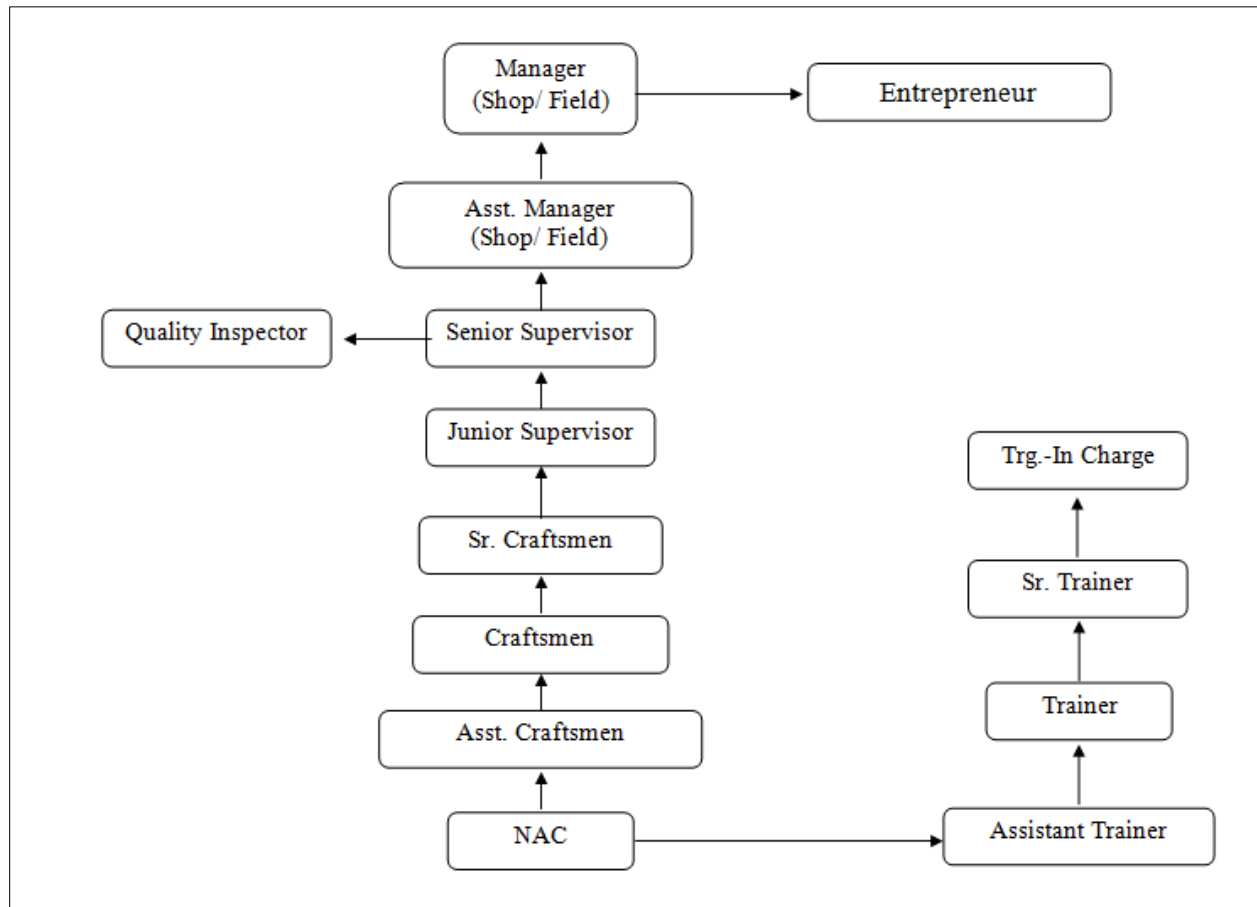 Manager
(Shop/ Field)
Entrepreneur
Asst. Manager
(Shop/ Field)
Quality Inspector
Senior Supervisor
Junior Supervisor
Trg.-In Charge
Sr. Craftsmen
Sr. Trainer
Craftsmen
Trainer
Asst. Craftsmen
NAC
Assistant Trainer